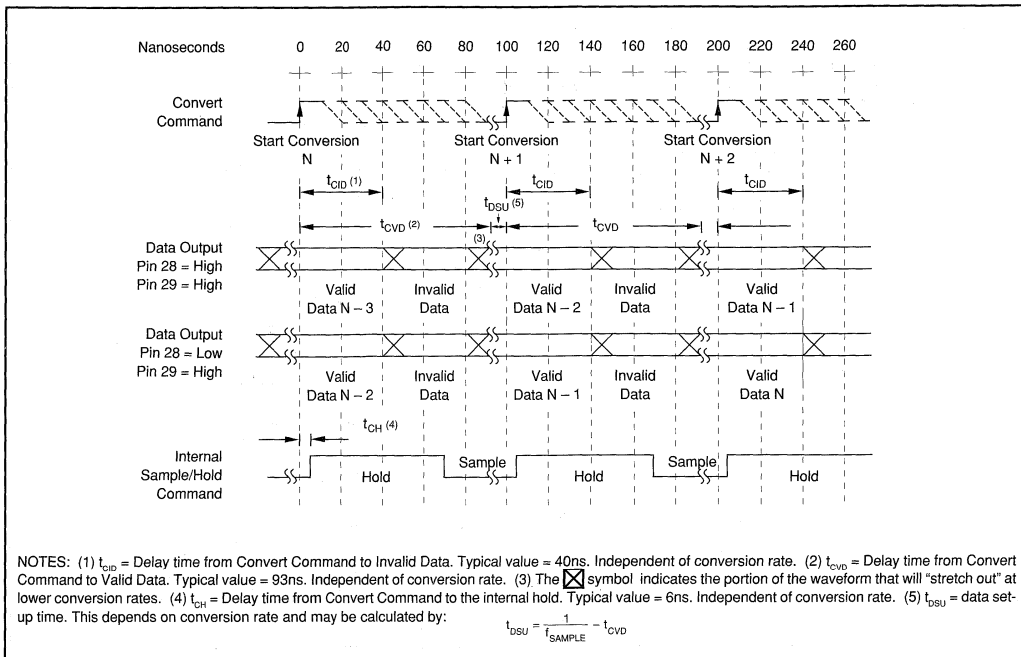 Nanoseconds 0 20 40 60 80 100 120 140 160 180 200 220 240 260
Convert
Command
Start Conversion
N
Start Conversion
N + 1
Start Conversion
N + 2
tCID (1)
tCID
tCID
tDSU (5)
tCVD (2)
tCVD
(3)
Data Output
Pin 28 = High
Pin 29 = High
Valid
Data N – 3
Invalid
Data
Valid
Data N – 2
Invalid
Data
Valid
Data N – 1
Data Output
Pin 28 = Low
Pin 29 = High
Valid
Data N – 2
Invalid
Data
Valid
Data N – 1
Invalid
Data
Valid
Data N
tCH (4)
Internal
Sample/Hold
Command
Hold
Sample
Hold
Sample
Hold
NOTES: (1) tCID = Delay time from Convert Command to Invalid Data. Typical value = 40ns. Independent of conversion rate. (2) tCVD = Delay time from Convert
Command to Valid Data. Typical value = 93ns. Independent of conversion rate. (3) The symbol indicates the portion of the waveform that will "stretch out" at
lower conversion rates. (4) tCH = Delay time from Convert Command to the internal hold. Typical value = 6ns. Independent of conversion rate. (5) tDSU = data set-
up time. This depends on conversion rate and may be calculated by:
tDSU = 1 / fSAMPLE – tCVD